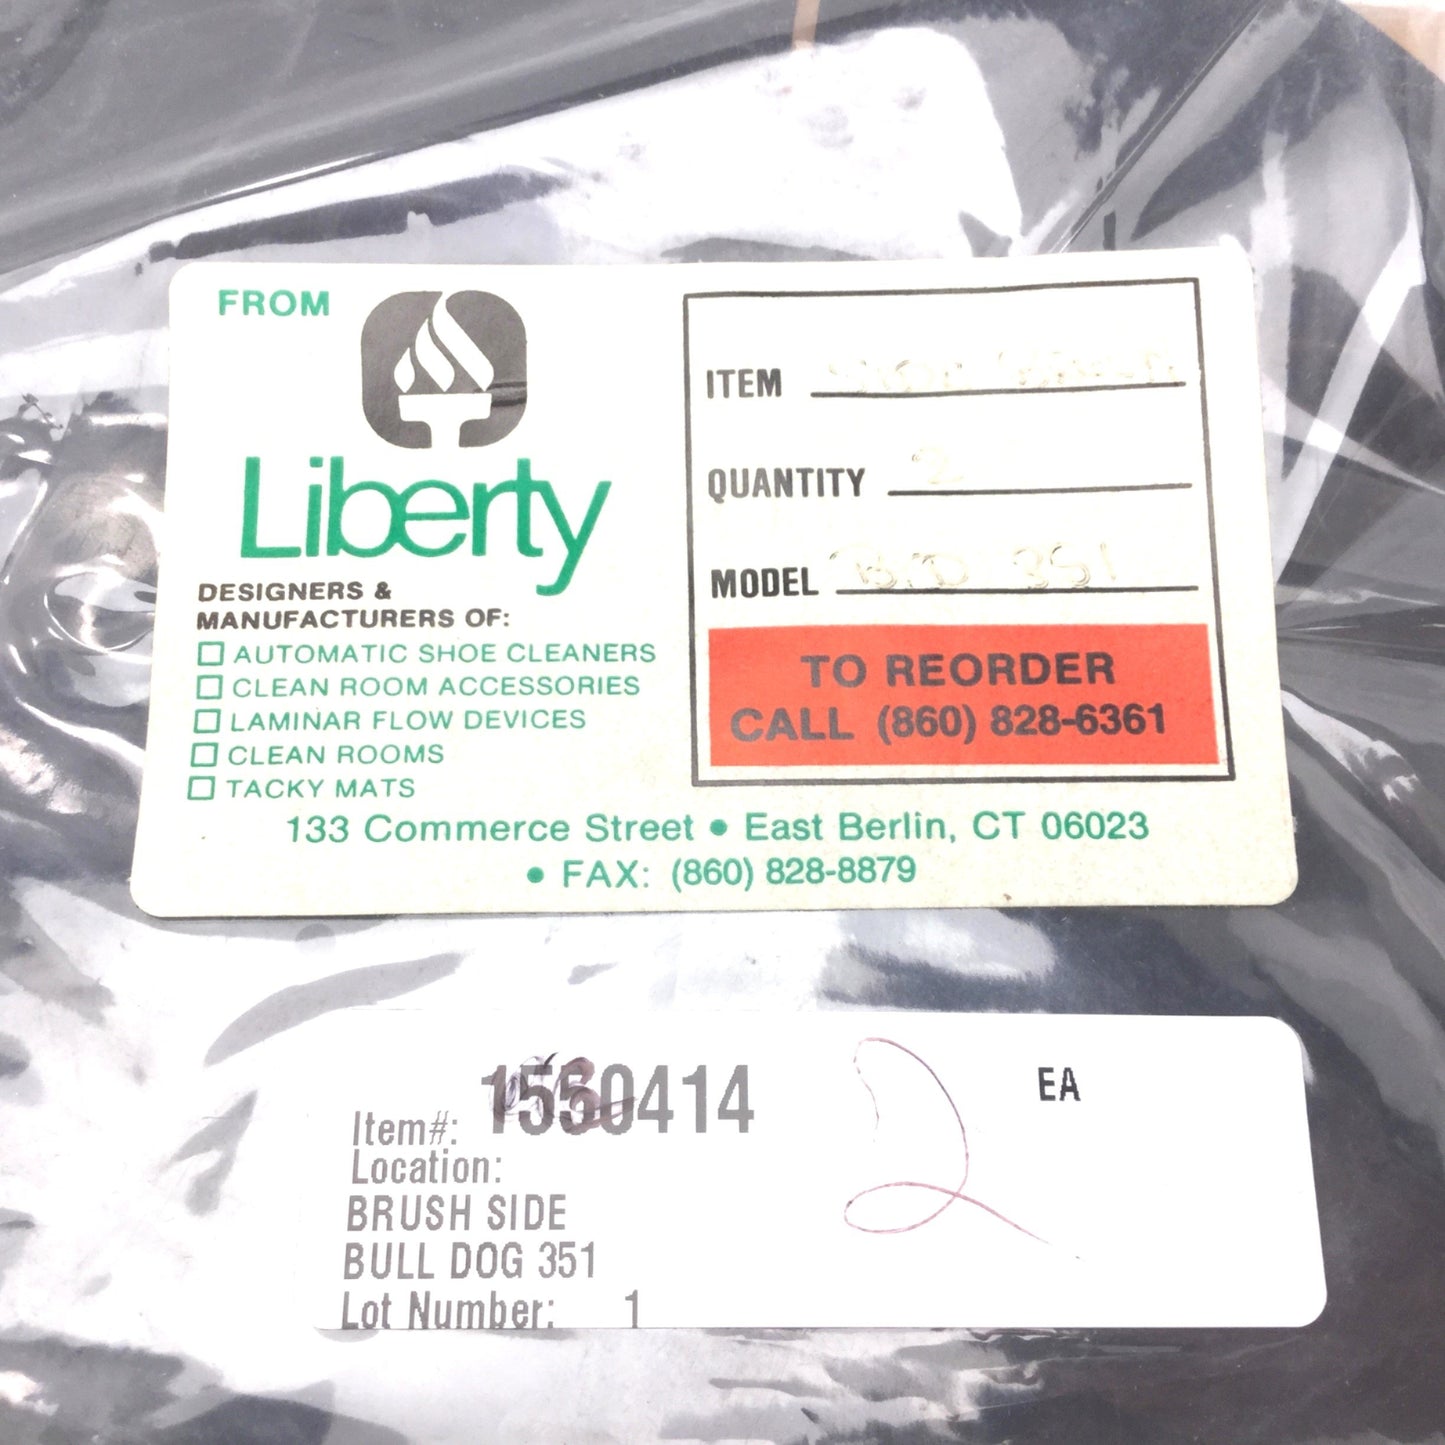 FROM
Liberty
DESIGNERS &
MANUFACTURERS OF:
AUTOMATIC SHOE CLEANERS
CLEAN ROOM ACCESSORIES
LAMINAR FLOW DEVICES
CLEAN ROOMS
TACKY MATS
ITEM
QUANTITY 2
MODEL B.D 351
TO REORDER
CALL (860) 828-6361
133 Commerce Street • East Berlin, CT 06023
• FAX: (860) 828-8879
Item#: 1550414 2 EA
Location:
BRUSH SIDE
BULL DOG 351
Lot Number: 1